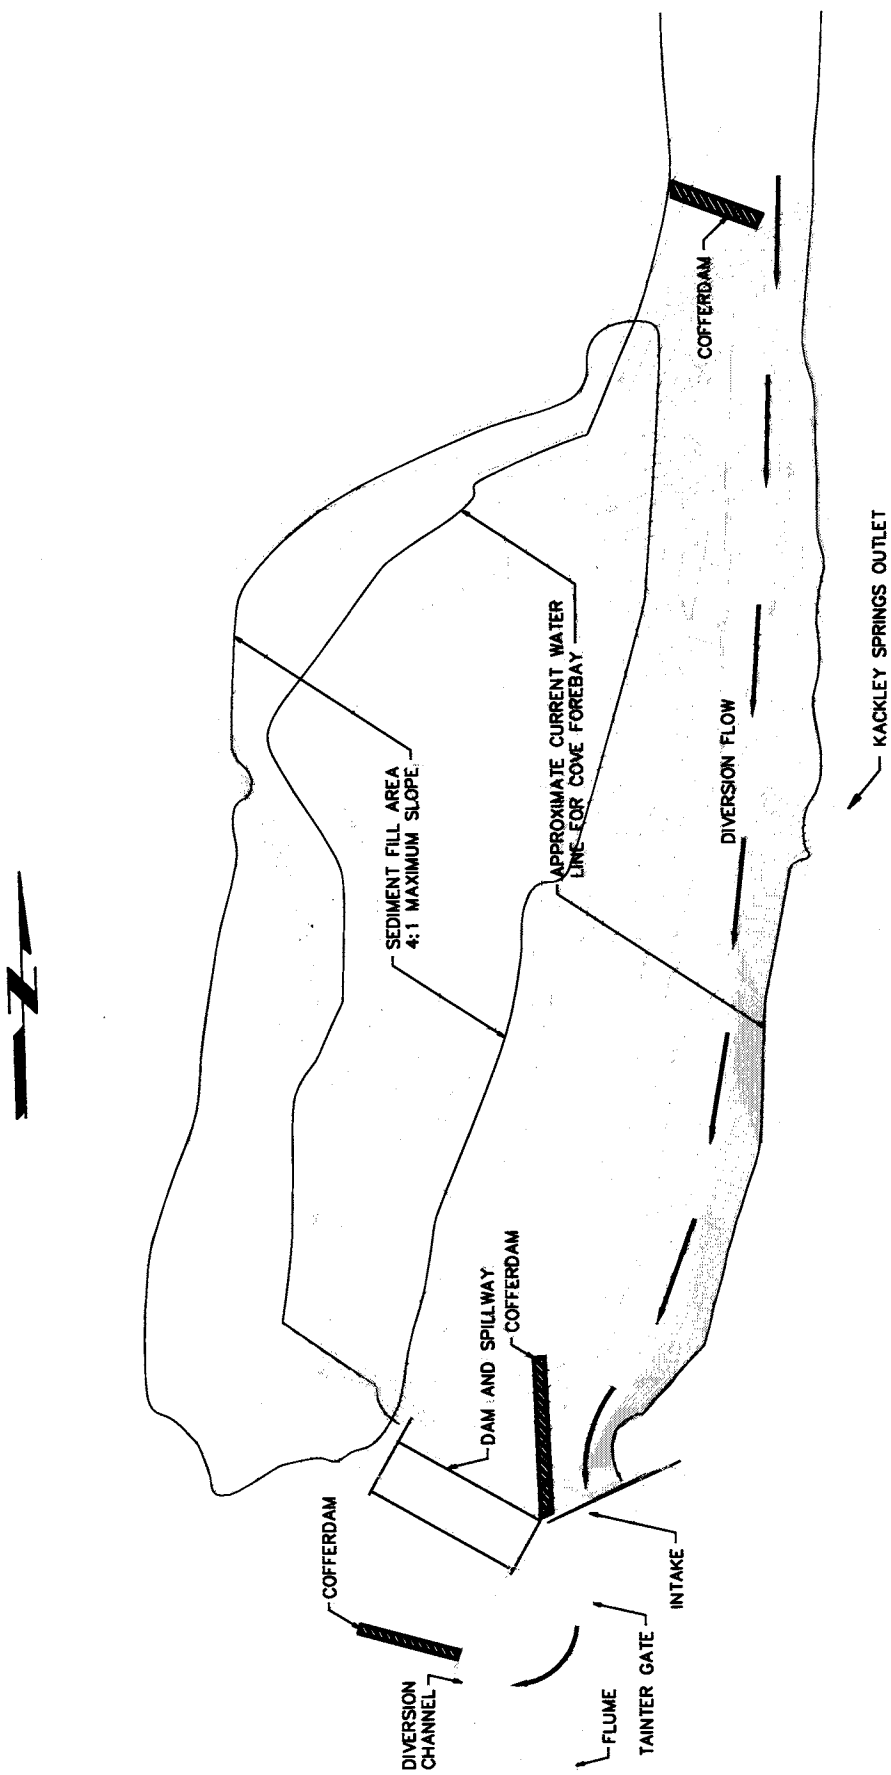 COFFERDAM
KACKLEY SPRINGS OUTLET
APPROXIMATE CURRENT WATER
LINE FOR COVE FOREBAY
DIVERSION FLOW
SEDIMENT FILL AREA
4:1 MAXIMUM SLOPE
N
DAM AND SPILLWAY
COFFERDAM
COFFERDAM
INTAKE
TAINTER GATE
FLUME
DIVERSION
CHANNEL